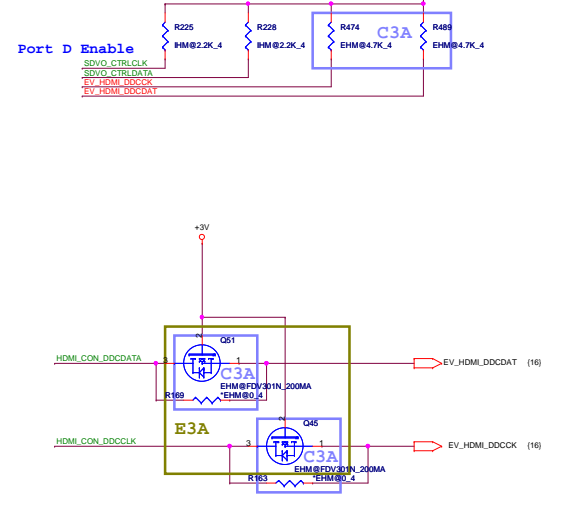 R225
R228
R474
C3A
R489
Port D Enable
IHM@2.2K_4
IHM@2.2K_4
EHM@4.7K_4
EHM@4.7K_4
SDVO_CTRLCLK
SDVO_CTRLDATA
EV_HDMI_DDCCK
EV_HDMI_DDCDAT
+3V
2
Q51
HDMI_CON_DDCDATA
3
1
EV_HDMI_DDCDAT (16)
C3A
EHM@FDV301N_200MA
R169
*EHM@0_4
2
Q45
E3A
HDMI_CON_DDCCLK
3
1
EV_HDMI_DDCCK (16)
C3A
EHM@FDV301N_200MA
R163
*EHM@0_4